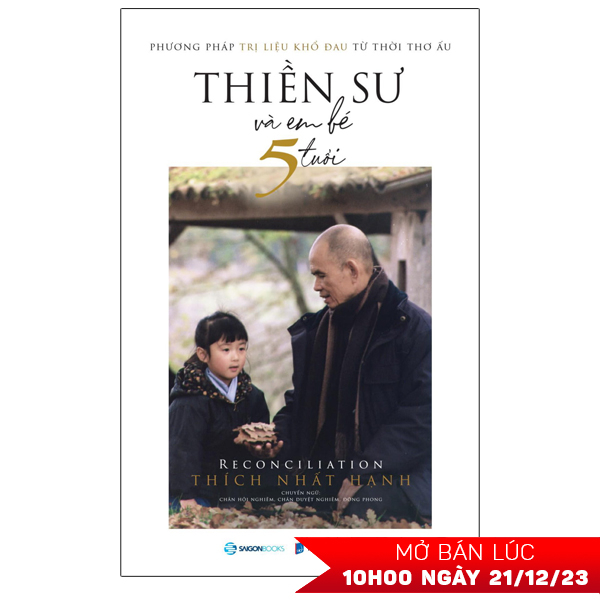 PHƯƠNG PHÁP TRỊ LIỆU KHỔ ĐAU TỪ THỜI THƠ ẤU
THIỀN SƯ
và em bé
5 tuổi
RECONCILIATION
THÍCH NHẤT HẠNH
CHUYỂN NGỮ:
CHÂN HỘI NGHIÊM, CHÂN DUYỆT NGHIÊM, ĐÔNG PHONG
SAIGONBOOKS
MỞ BÁN LÚC
10H00 NGÀY 21/12/23